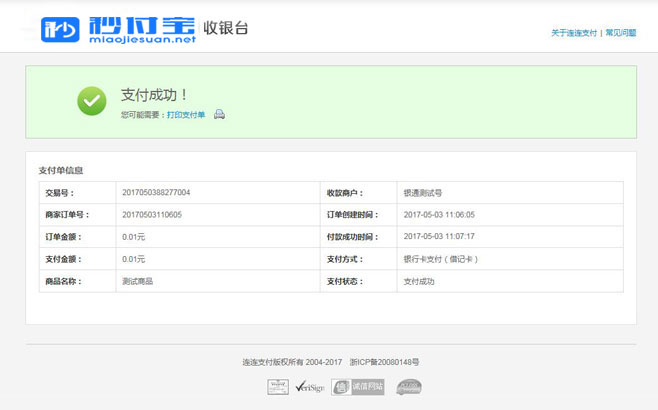 秒 秒付宝 收银台
miaojiesuan.net
关于连连支付 | 常见问题
支付成功！
您可能需要：打印支付单
支付单信息
交易号： 2017050388277004 收款商户： 银通测试号
商家订单号： 20170503110605 订单创建时间： 2017-05-03 11:06:05
订单金额： 0.01元 付款成功时间： 2017-05-03 11:07:17
支付金额： 0.01元 支付方式： 银行卡支付（借记卡）
商品名称： 测试商品 支付状态： 支付成功
连连支付版权所有 2004-2017 浙ICP备20080148号
VeriSign 信 诚信网站